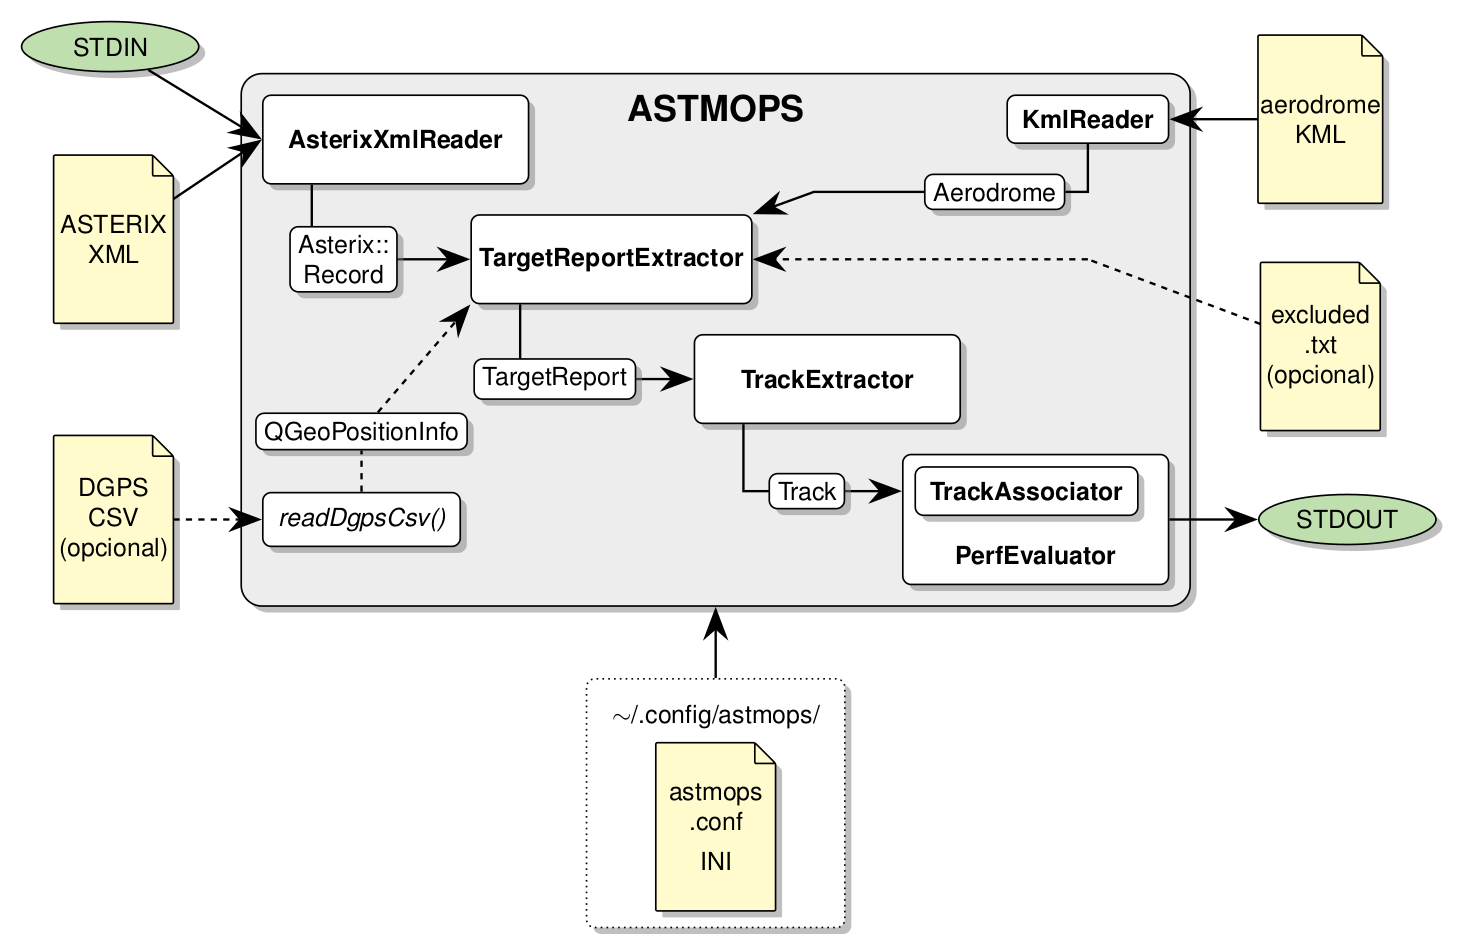 STDIN
ASTMOPS
AsterixXmlReader
KmlReader
aerodrome
KML
ASTERIX
XML
Aerodrome
Asterix::
Record
TargetReportExtractor
excluded
.txt
(opcional)
TargetReport
TrackExtractor
QGeoPositionInfo
DGPS
CSV
(opcional)
readDgpsCsv()
Track
TrackAssociator
PerfEvaluator
STDOUT
~/.config/astmops/
astmops
.conf
INI